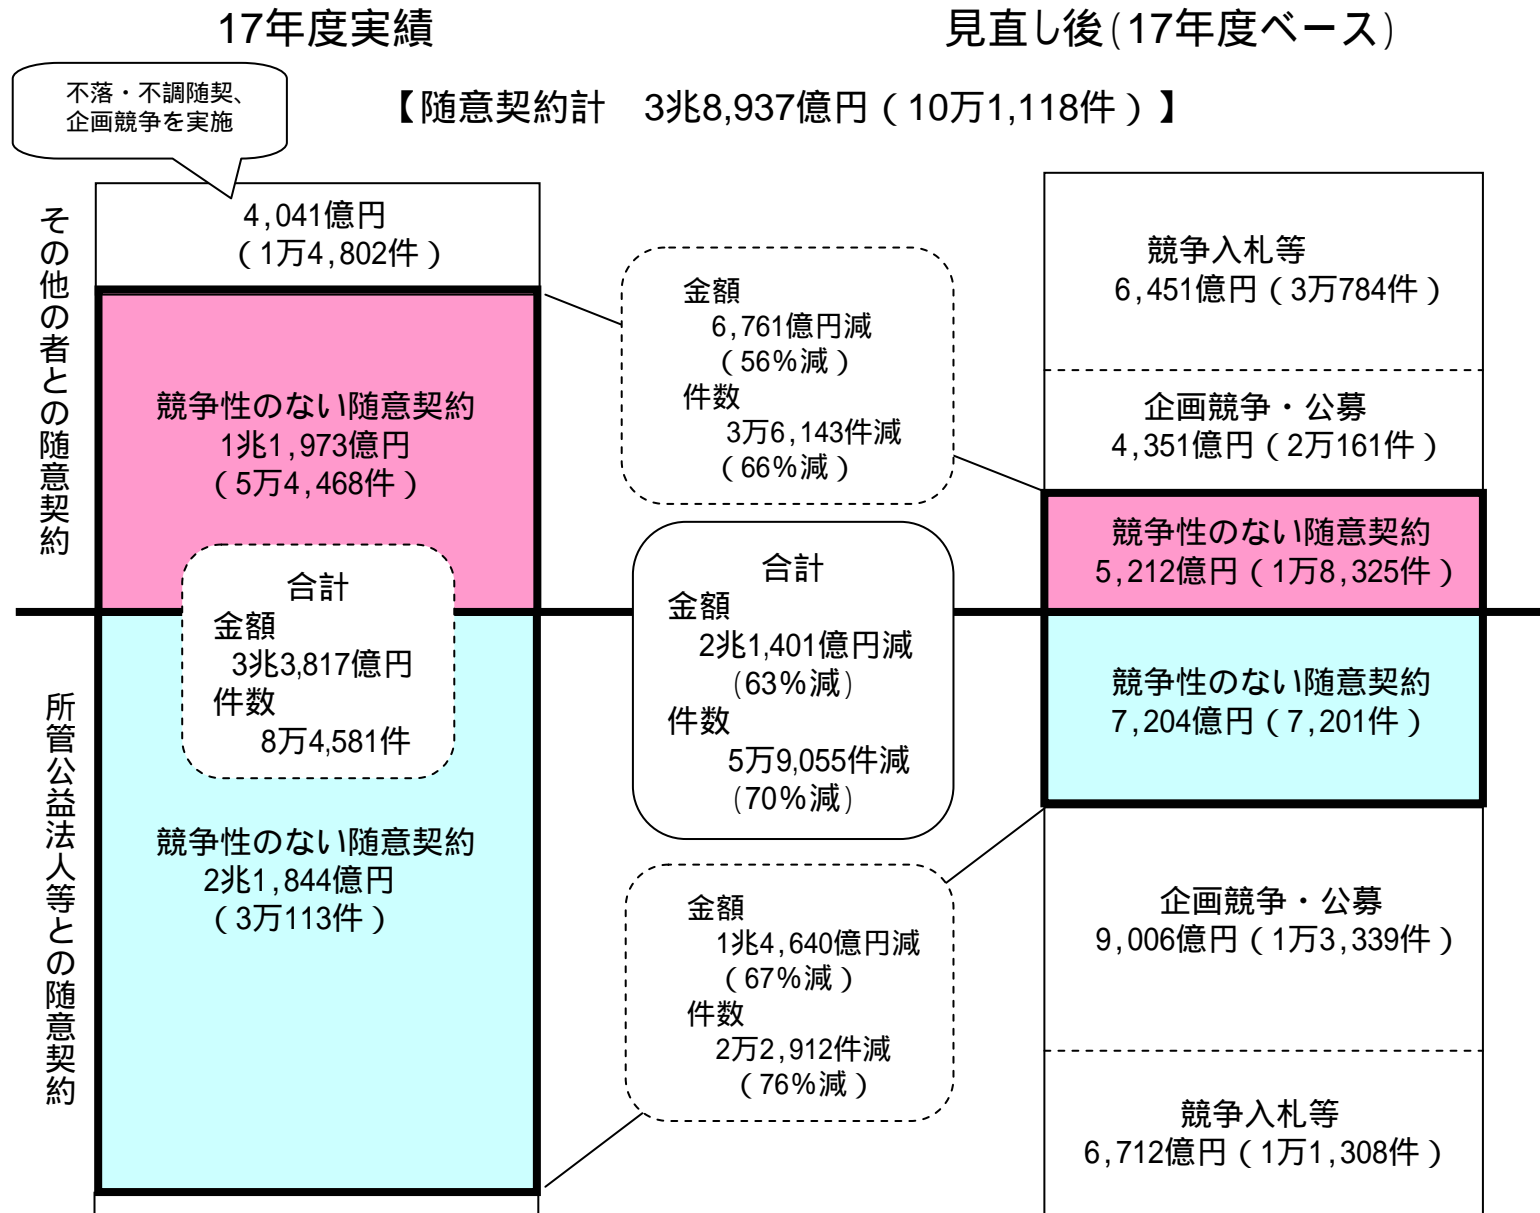 17年度実績
見直し後(17年度ベース)
不落・不調随契、
企画競争を実施
【随意契約計 3兆8,937億円(10万1,118件)】
その他の者との随意契約
4,041億円
(1万4,802件)
競争性のない随意契約
1兆1,973億円
(5万4,468件)
合計
金額
3兆3,817億円
件数
8万4,581件
所管公益法人等との随意契約
競争性のない随意契約
2兆1,844億円
(3万113件)
金額
6,761億円減
(56%減)
件数
3万6,143件減
(66%減)
合計
金額
2兆1,401億円減
(63%減)
件数
5万9,055件減
(70%減)
金額
1兆4,640億円減
(67%減)
件数
2万2,912件減
(76%減)
競争入札等
6,451億円(3万784件)
企画競争・公募
4,351億円(2万161件)
競争性のない随意契約
5,212億円(1万8,325件)
競争性のない随意契約
7,204億円(7,201件)
企画競争・公募
9,006億円(1万3,339件)
競争入札等
6,712億円(1万1,308件)